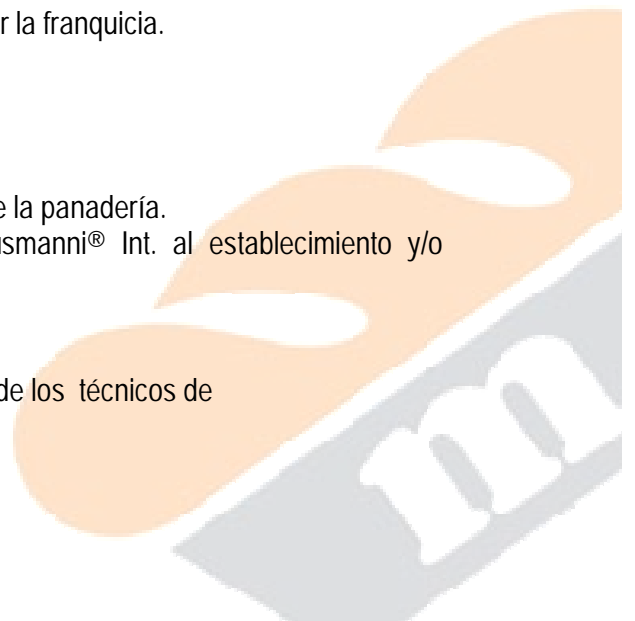 r la franquicia.
e la panadería.
smanni® Int. al establecimiento y/o
de los técnicos de
m